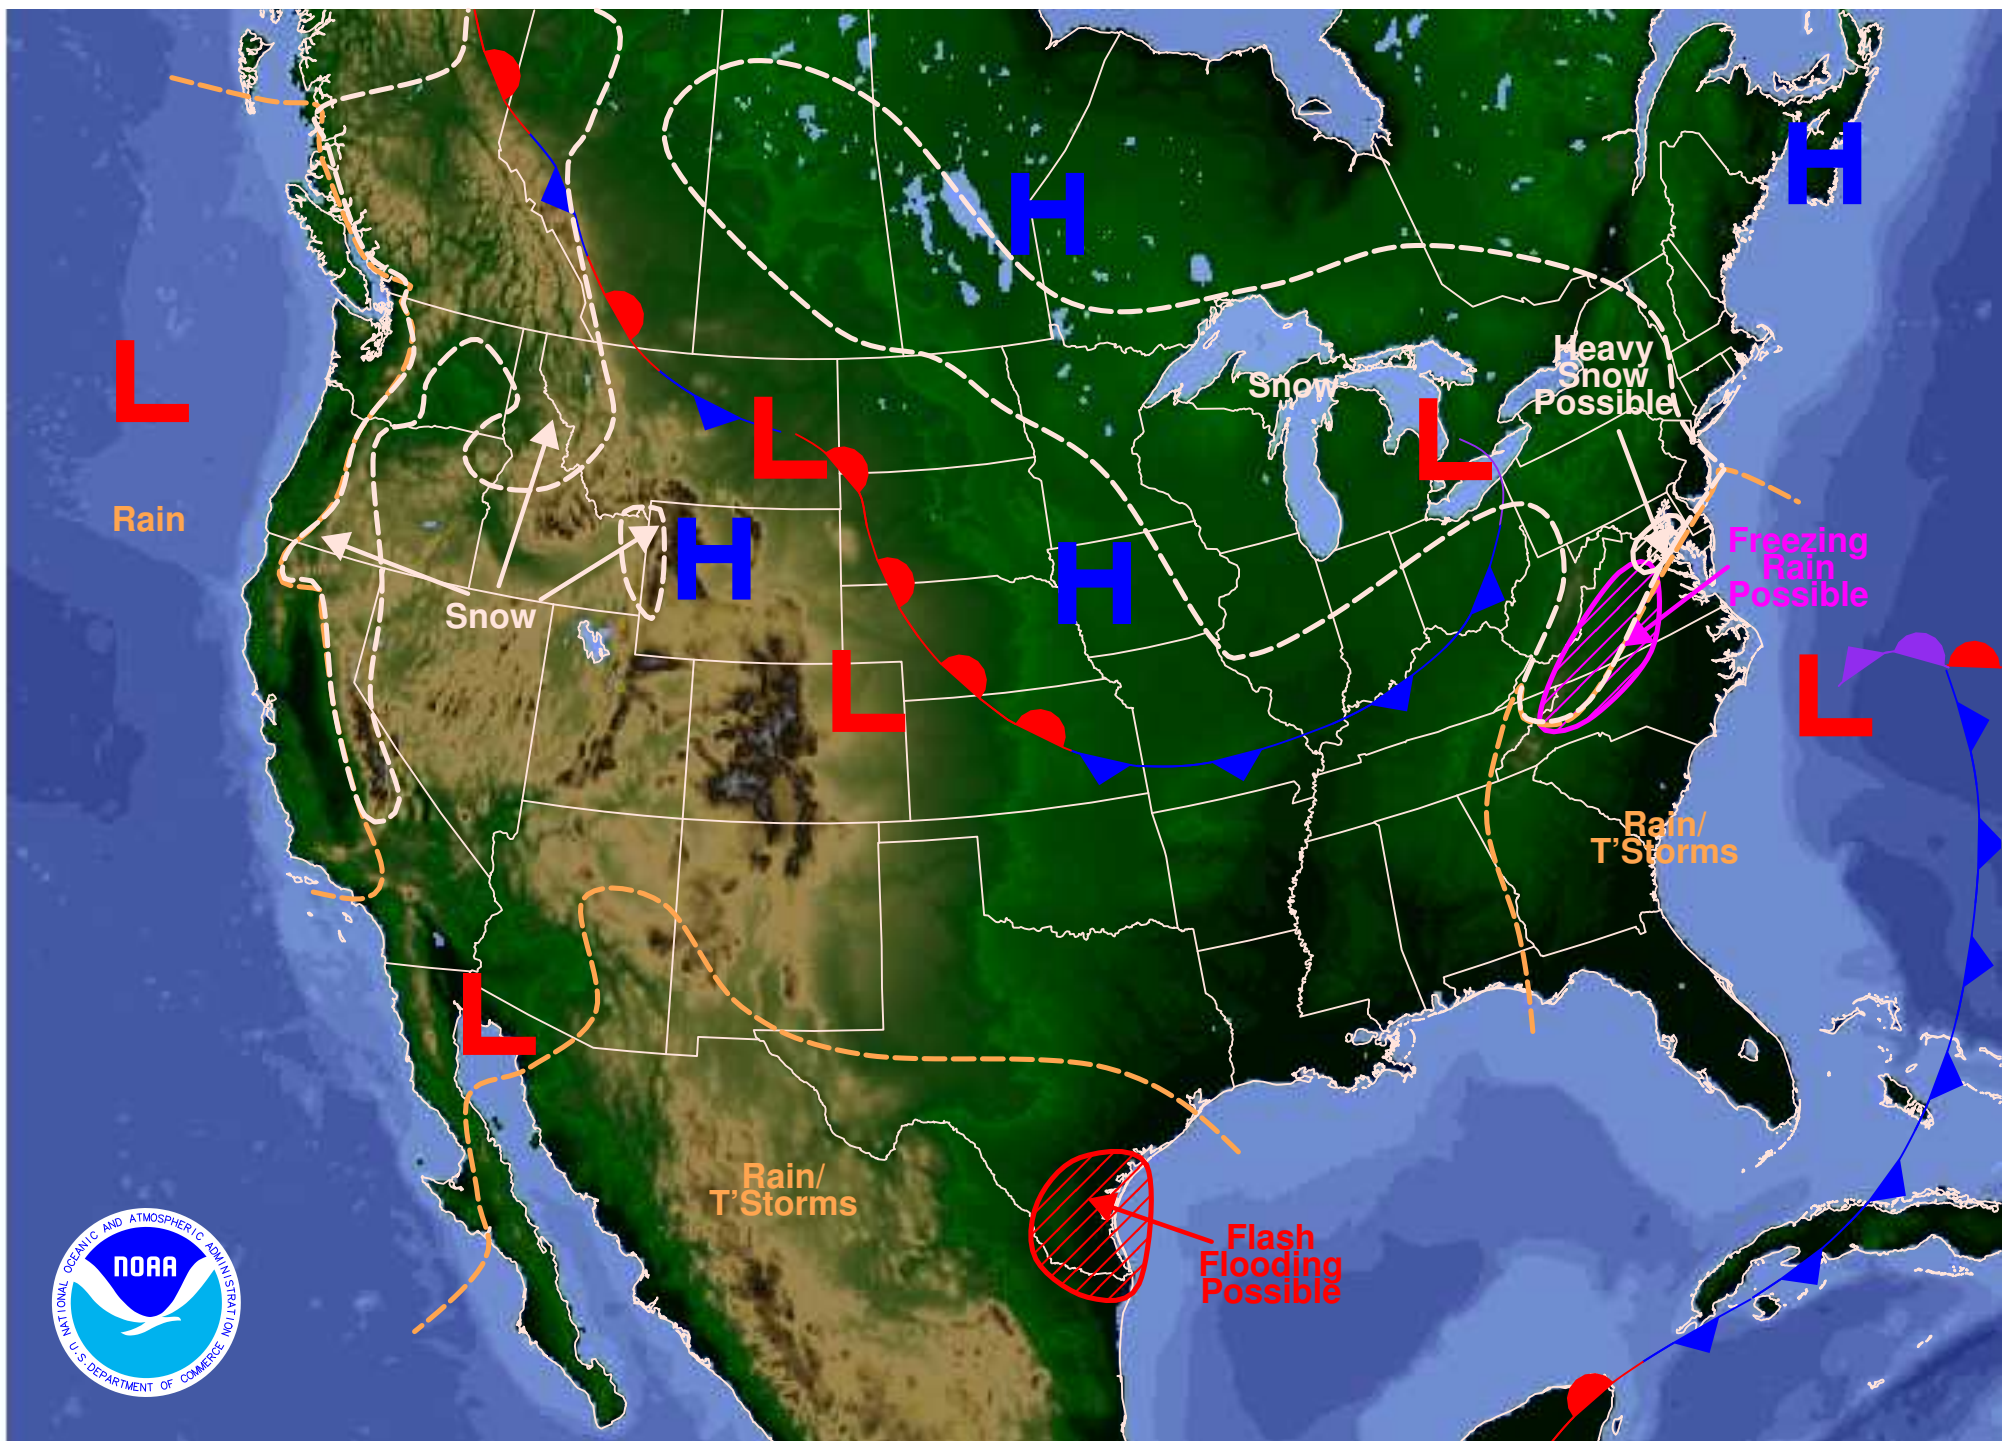 H
H
L
Heavy
Snow
Possible
Snow
L
L
Rain
H
H
Freezing
Rain
Possible
Snow
L
L
Rain/
T'Storms
L
Rain/
T'Storms
Flash
Flooding
Possible
NATIONAL OCEANIC AND ATMOSPHERIC ADMINISTRATION
NOAA
U.S. DEPARTMENT OF COMMERCE